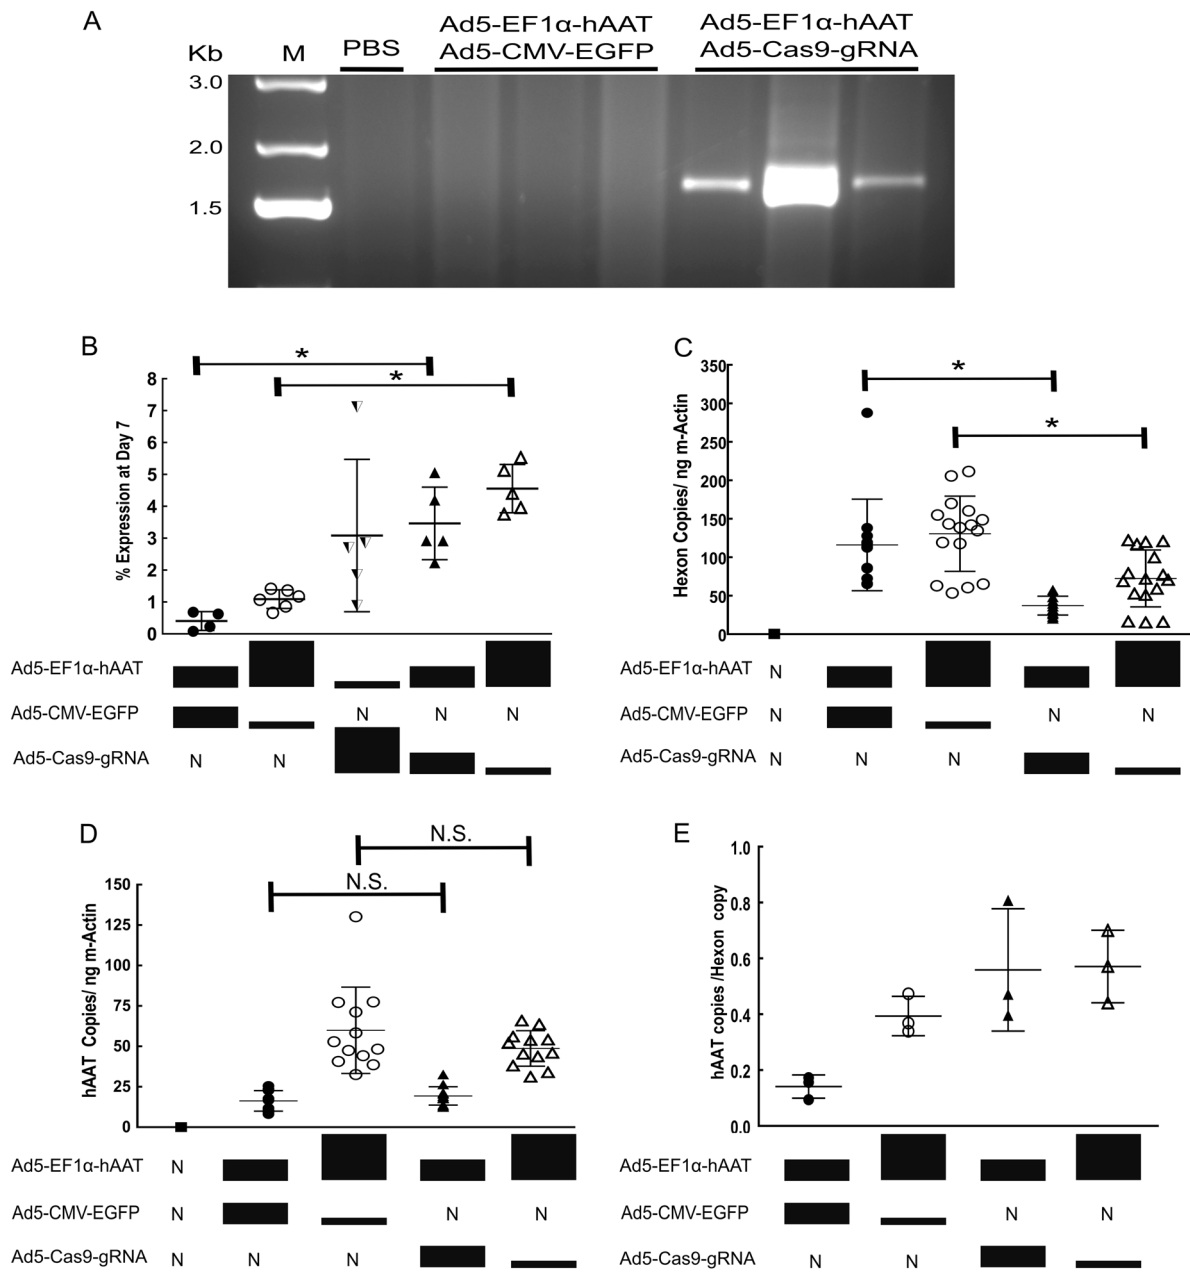 A
Kb M PBS Ad5-EF1α-hAAT Ad5-EF1α-hAAT
Ad5-CMV-EGFP Ad5-Cas9-gRNA
3.0
2.0
1.5
B
* *
% Expression at Day 7
8
7
6
5
4
3
2
1
0
Ad5-EF1α-hAAT
Ad5-CMV-EGFP N N N
Ad5-Cas9-gRNA N N
C
* *
Hexon Copies/ ng m-Actin
350
300
250
200
150
100
50
0
Ad5-EF1α-hAAT N
Ad5-CMV-EGFP N N N
Ad5-Cas9-gRNA N N N
D
N.S.
N.S.
hAAT Copies/ ng m-Actin
150
125
100
75
50
25
0
Ad5-EF1α-hAAT N
Ad5-CMV-EGFP N N N
Ad5-Cas9-gRNA N N N
E
hAAT copies /Hexon copy
1.0
0.8
0.6
0.4
0.2
0.0
Ad5-EF1α-hAAT
Ad5-CMV-EGFP N N
Ad5-Cas9-gRNA N N